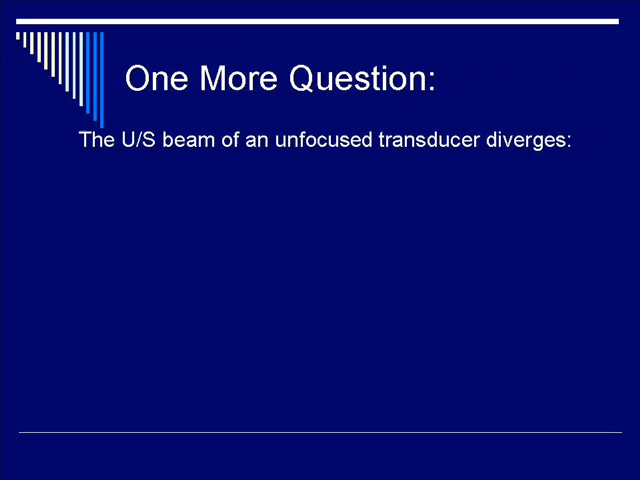 One More Question:
The U/S beam of an unfocused transducer diverges: